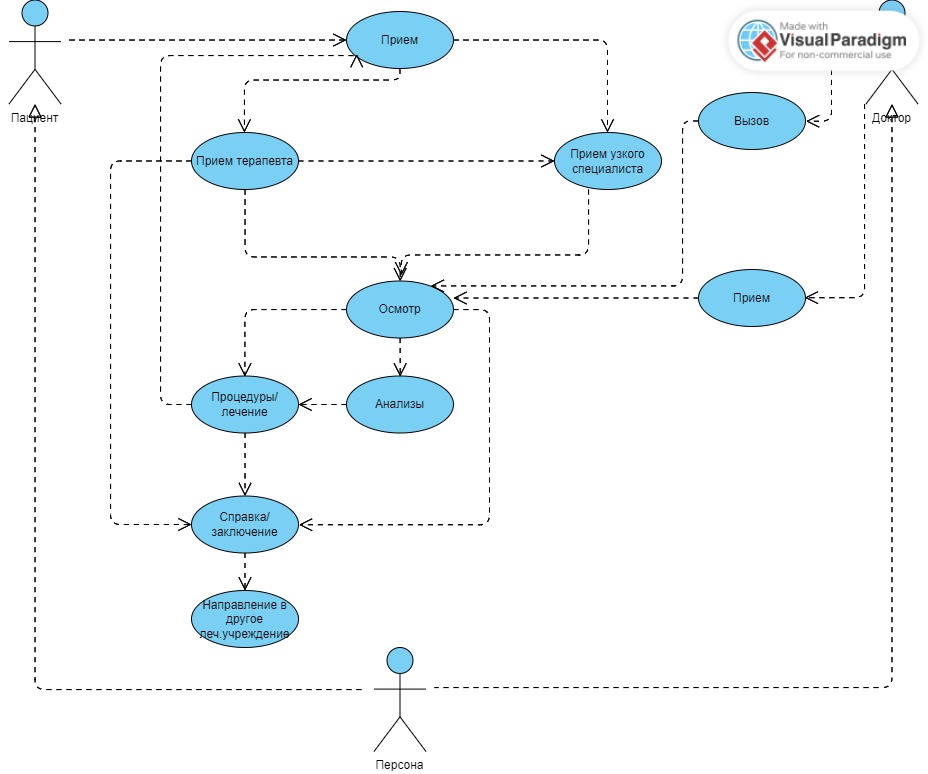 Прием
Made with
Visual Paradigm
For non-commercial use
Пациент
Вызов
Доктор
Прием терапевта
Прием узкого
специалиста
Прием
Осмотр
Процедуры/
лечение
Анализы
Справка/
заключение
Направление в
другое
леч.учреждение
Персона